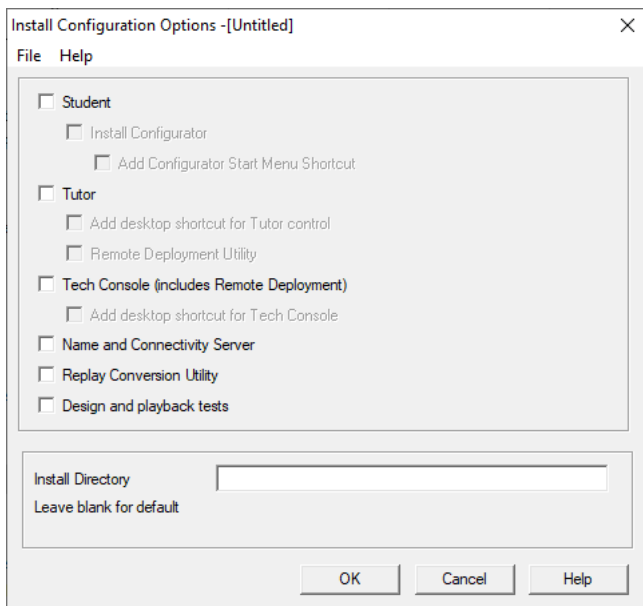 Install Configuration Options -[Untitled]
File Help
Student
Install Configurator
Add Configurator Start Menu Shortcut
Tutor
Add desktop shortcut for Tutor control
Remote Deployment Utility
Tech Console (includes Remote Deployment)
Add desktop shortcut for Tech Console
Name and Connectivity Server
Replay Conversion Utility
Design and playback tests
Install Directory
Leave blank for default
OK Cancel Help